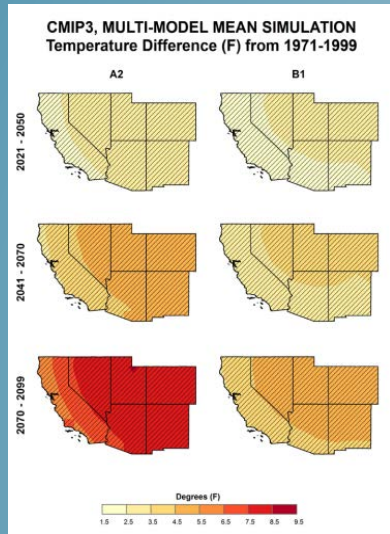 CMIP3, MULTI-MODEL MEAN SIMULATION
Temperature Difference (F) from 1971-1999
A2
B1
2021 - 2050
2041 - 2070
2070 - 2099
Degrees (F)
1.5 2.5 3.5 4.5 5.5 6.5 7.5 8.5 9.5